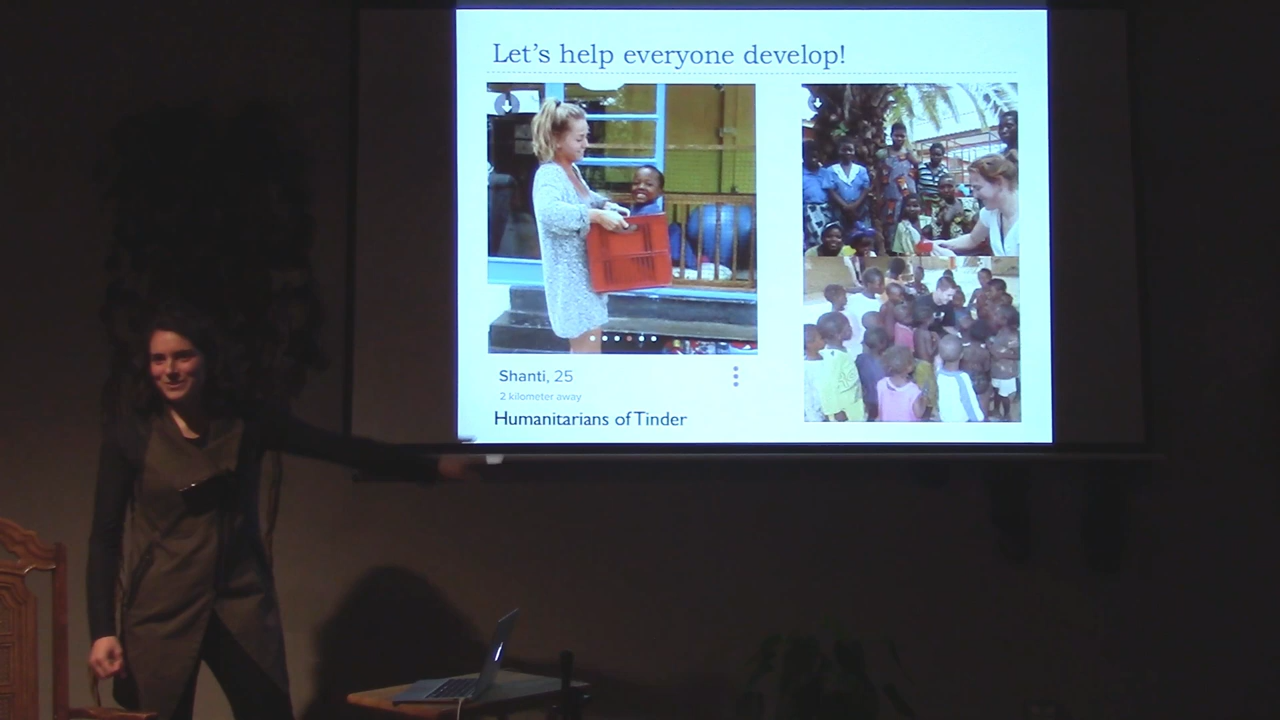 Let's help everyone develop!
Shanti, 25
2 kilometer away
Humanitarians of Tinder